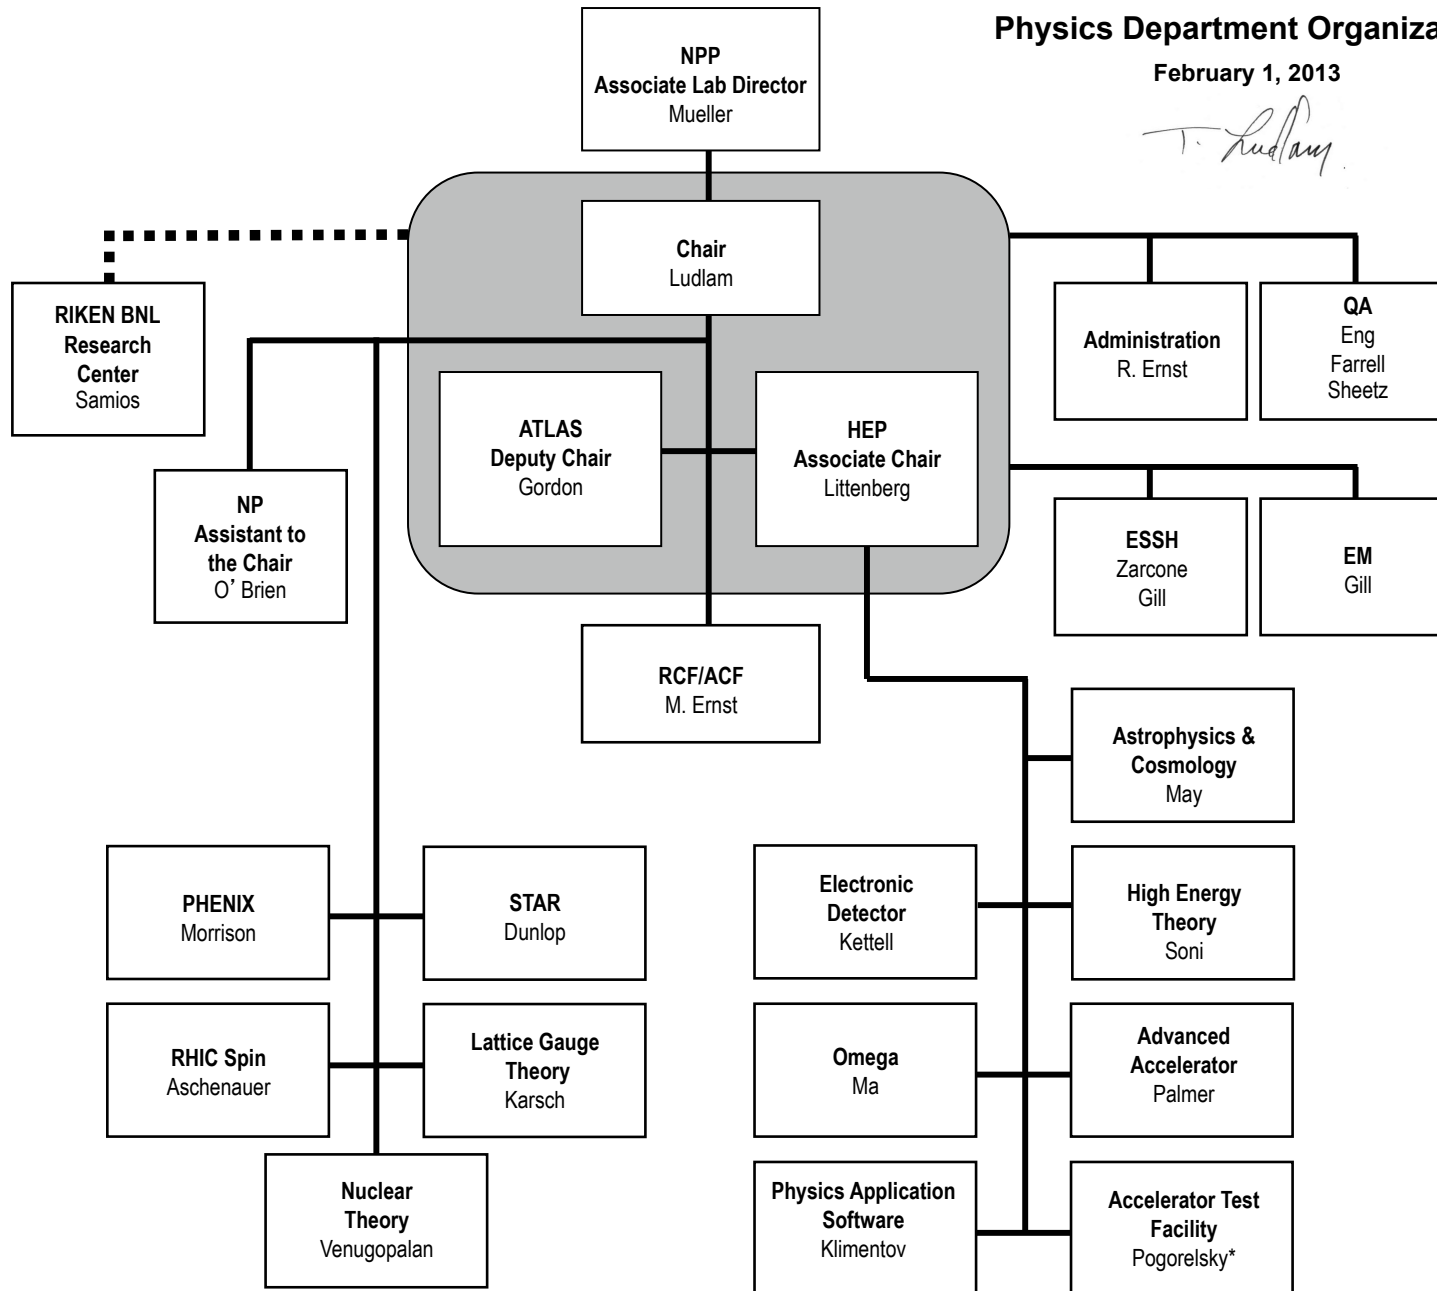 Physics Department Organiza
February 1, 2013
T. Ludlam
NPP
Associate Lab Director
Mueller
Chair
Ludlam
RIKEN BNL
Research
Center
Samios
Administration
R. Ernst
QA
Eng
Farrell
Sheetz
ATLAS
Deputy Chair
Gordon
HEP
Associate Chair
Littenberg
NP
Assistant to
the Chair
O’ Brien
ESSH
Zarcone
Gill
EM
Gill
RCF/ACF
M. Ernst
Astrophysics &
Cosmology
May
PHENIX
Morrison
STAR
Dunlop
Electronic
Detector
Kettell
High Energy
Theory
Soni
RHIC Spin
Aschenauer
Lattice Gauge
Theory
Karsch
Omega
Ma
Advanced
Accelerator
Palmer
Nuclear
Theory
Venugopalan
Physics Application
Software
Klimentov
Accelerator Test
Facility
Pogorelsky*